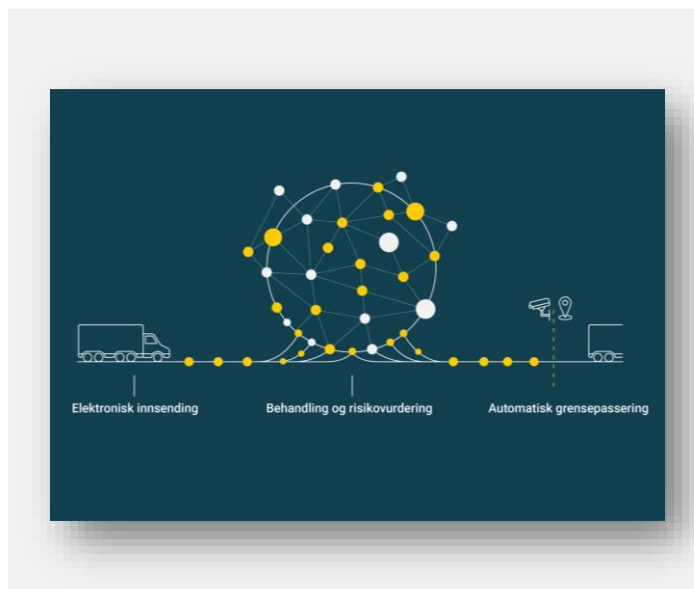 Elektronisk innsending
Behandling og risikovurdering
Automatisk grensepassering